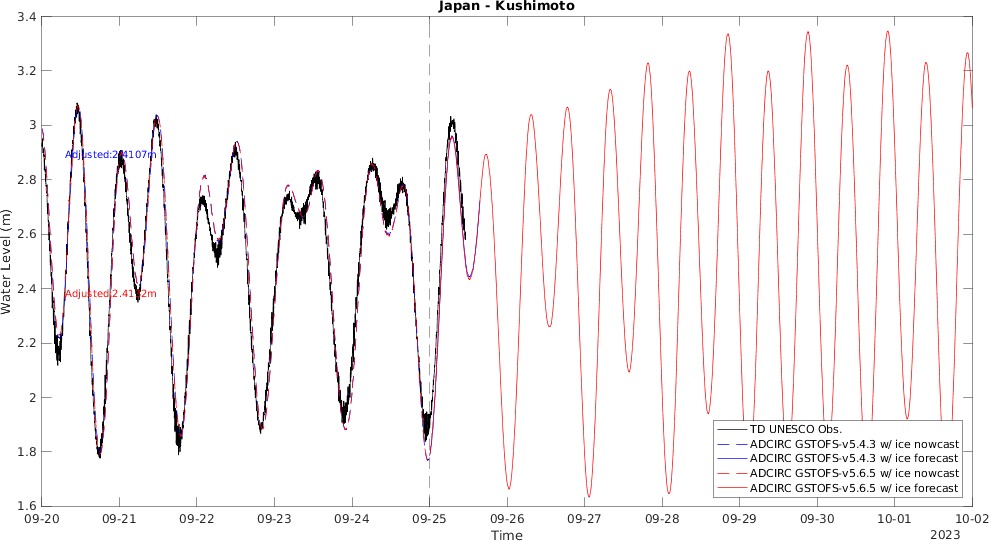 Japan - Kushimoto
3.4
3.2
3
2.8
2.6
2.4
2.2
2
1.8
1.6
Water Level (m)
Adjusted:2.4107m
Adjusted:2.4
TD UNESCO Obs.
ADCIRC GSTOFS-v5.4.3 w/ ice nowcast
ADCIRC GSTOFS-v5.4.3 w/ ice forecast
ADCIRC GSTOFS-v5.6.5 w/ ice nowcast
ADCIRC GSTOFS-v5.6.5 w/ ice forecast
09-20 09-21 09-22 09-23 09-24 09-25 09-26 09-27 09-28 09-29 09-30 10-01 10-02
Time
2023